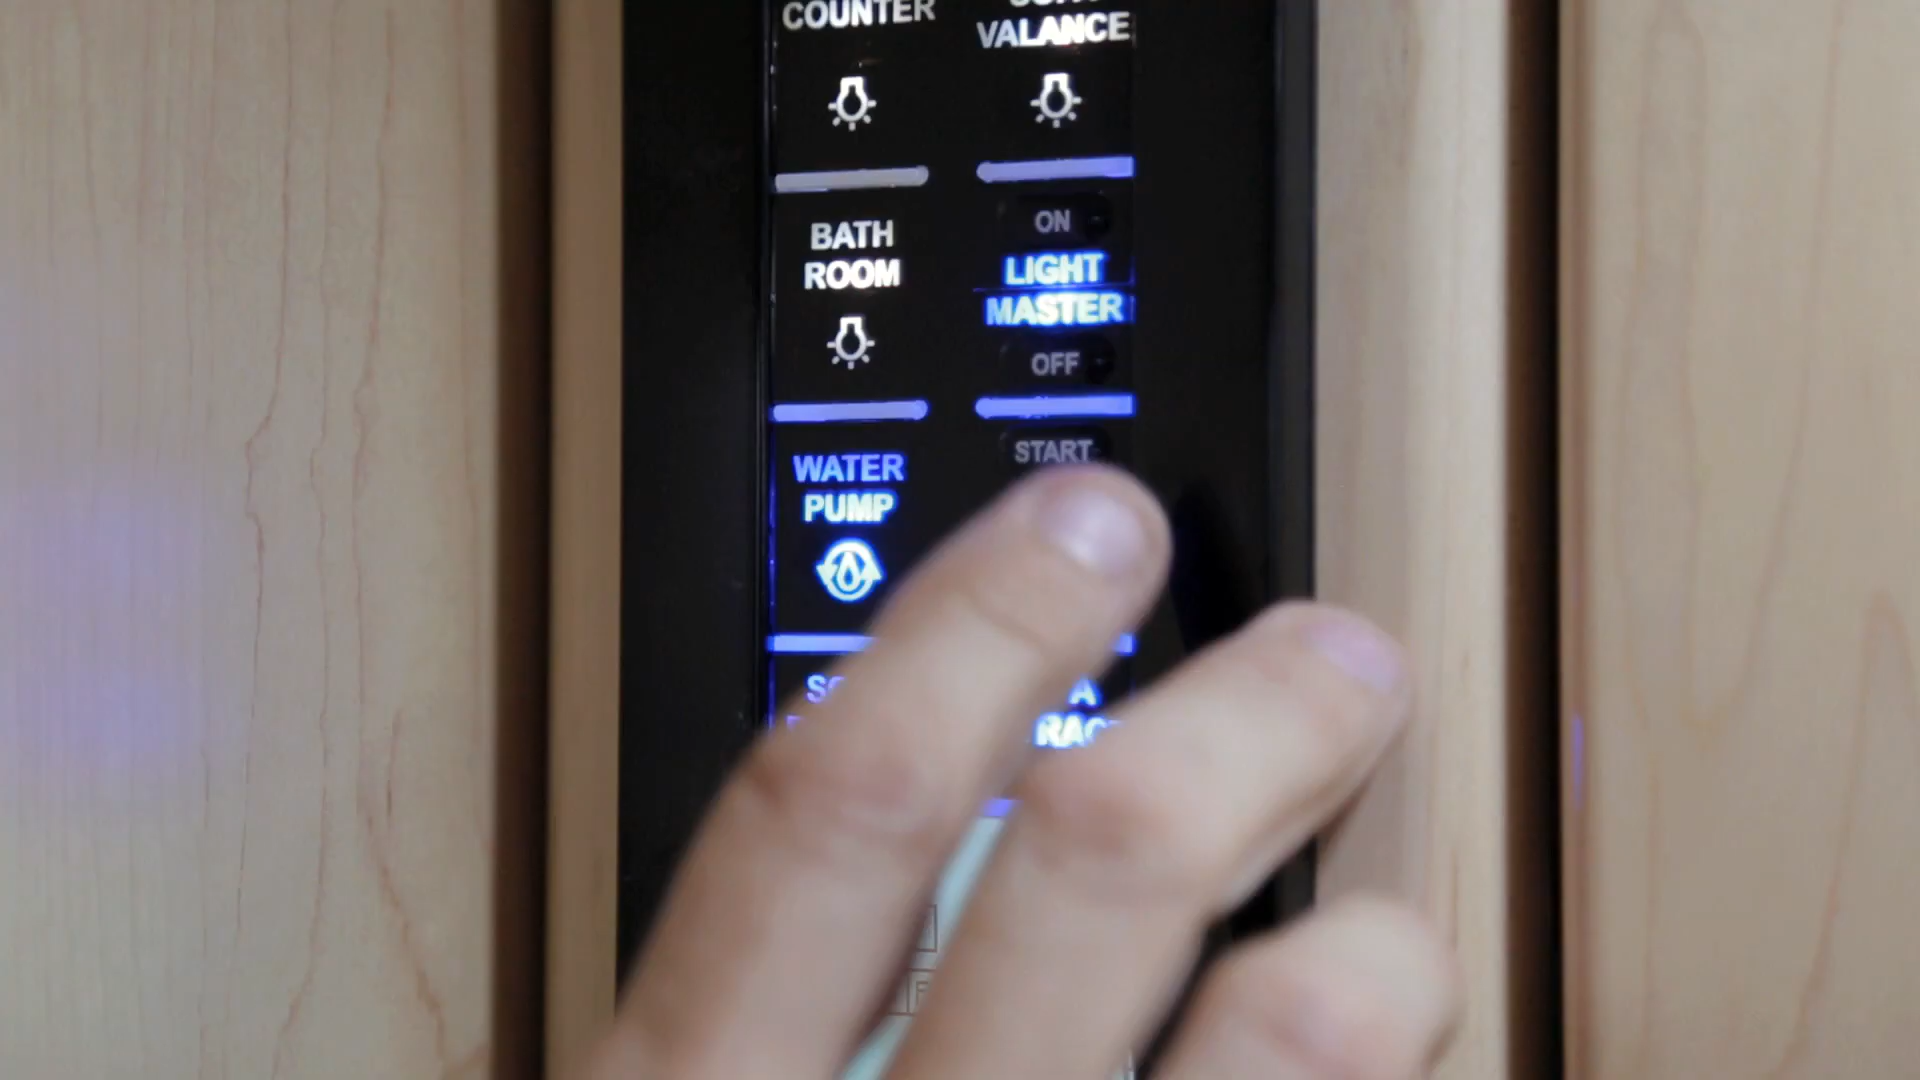 COUNTER
VALANCE
BATH
ROOM
ON
LIGHT
MASTER
OFF
WATER
PUMP
START